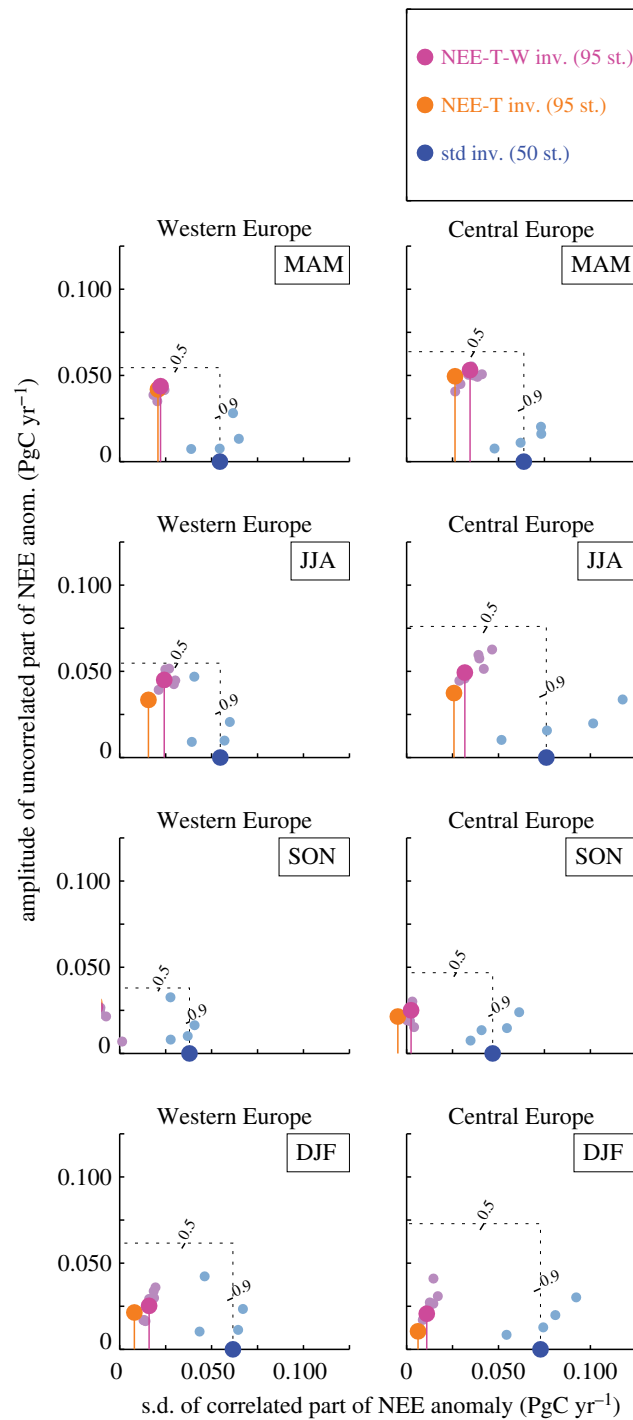 NEE-T-W inv. (95 st.)
NEE-T inv. (95 st.)
std inv. (50 st.)
Western Europe
Central Europe
MAM
MAM
0.100
0.050
0
-0.5
-0.9
-0.5
-0.9
Western Europe
Central Europe
JJA
JJA
0.100
0.050
0
-0.5
-0.9
-0.5
-0.9
Western Europe
Central Europe
SON
SON
0.100
0.050
0
-0.5
-0.9
-0.5
-0.9
Western Europe
Central Europe
DJF
DJF
0.100
0.050
0
-0.5
-0.9
-0.5
-0.9
0 0.050 0.100
0 0.050 0.100
amplitude of uncorrelated part of NEE anom. (PgC yr⁻¹)
s.d. of correlated part of NEE anomaly (PgC yr⁻¹)